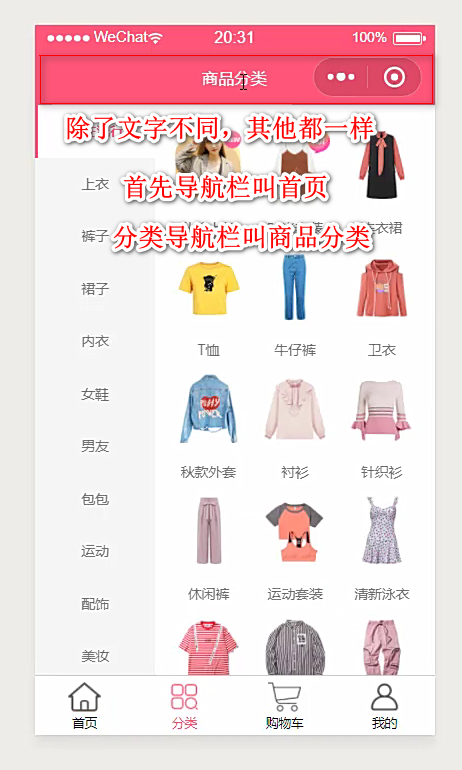 WeChat 20:31 100%
商品分类
除了文字不同，其他都一样
首先导航栏叫首页
分类导航栏叫商品分类
上衣
裤子
裙子
内衣
女鞋
男友
包包
运动
配饰
美妆
衣裙
T恤 牛仔裤 卫衣
秋款外套 衬衫 针织衫
休闲裤 运动套装 清新泳衣
首页 分类 购物车 我的